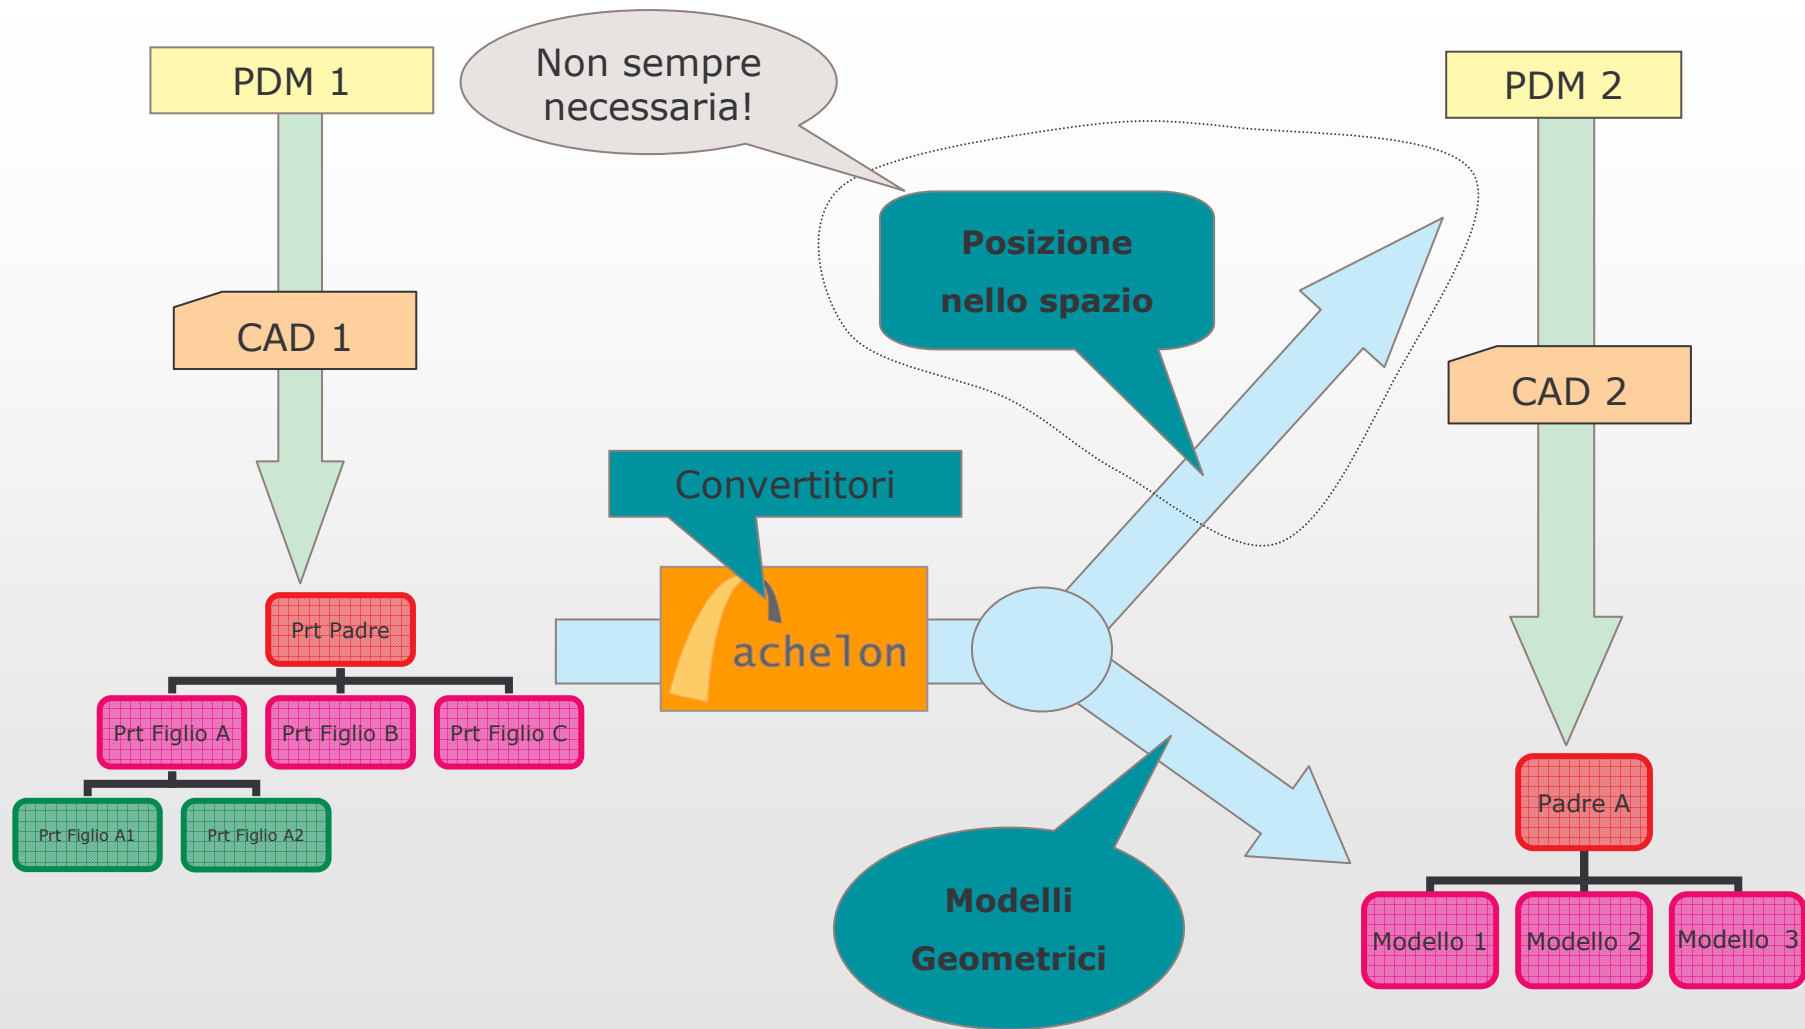 PDM 1
Non sempre
necessaria!
PDM 2
Posizione
nello spazio
CAD 1
CAD 2
Convertitori
achelon
Prt Padre
Prt Figlio A
Prt Figlio B
Prt Figlio C
Prt Figlio A1
Prt Figlio A2
Modelli
Geometrici
Padre A
Modello 1
Modello 2
Modello 3